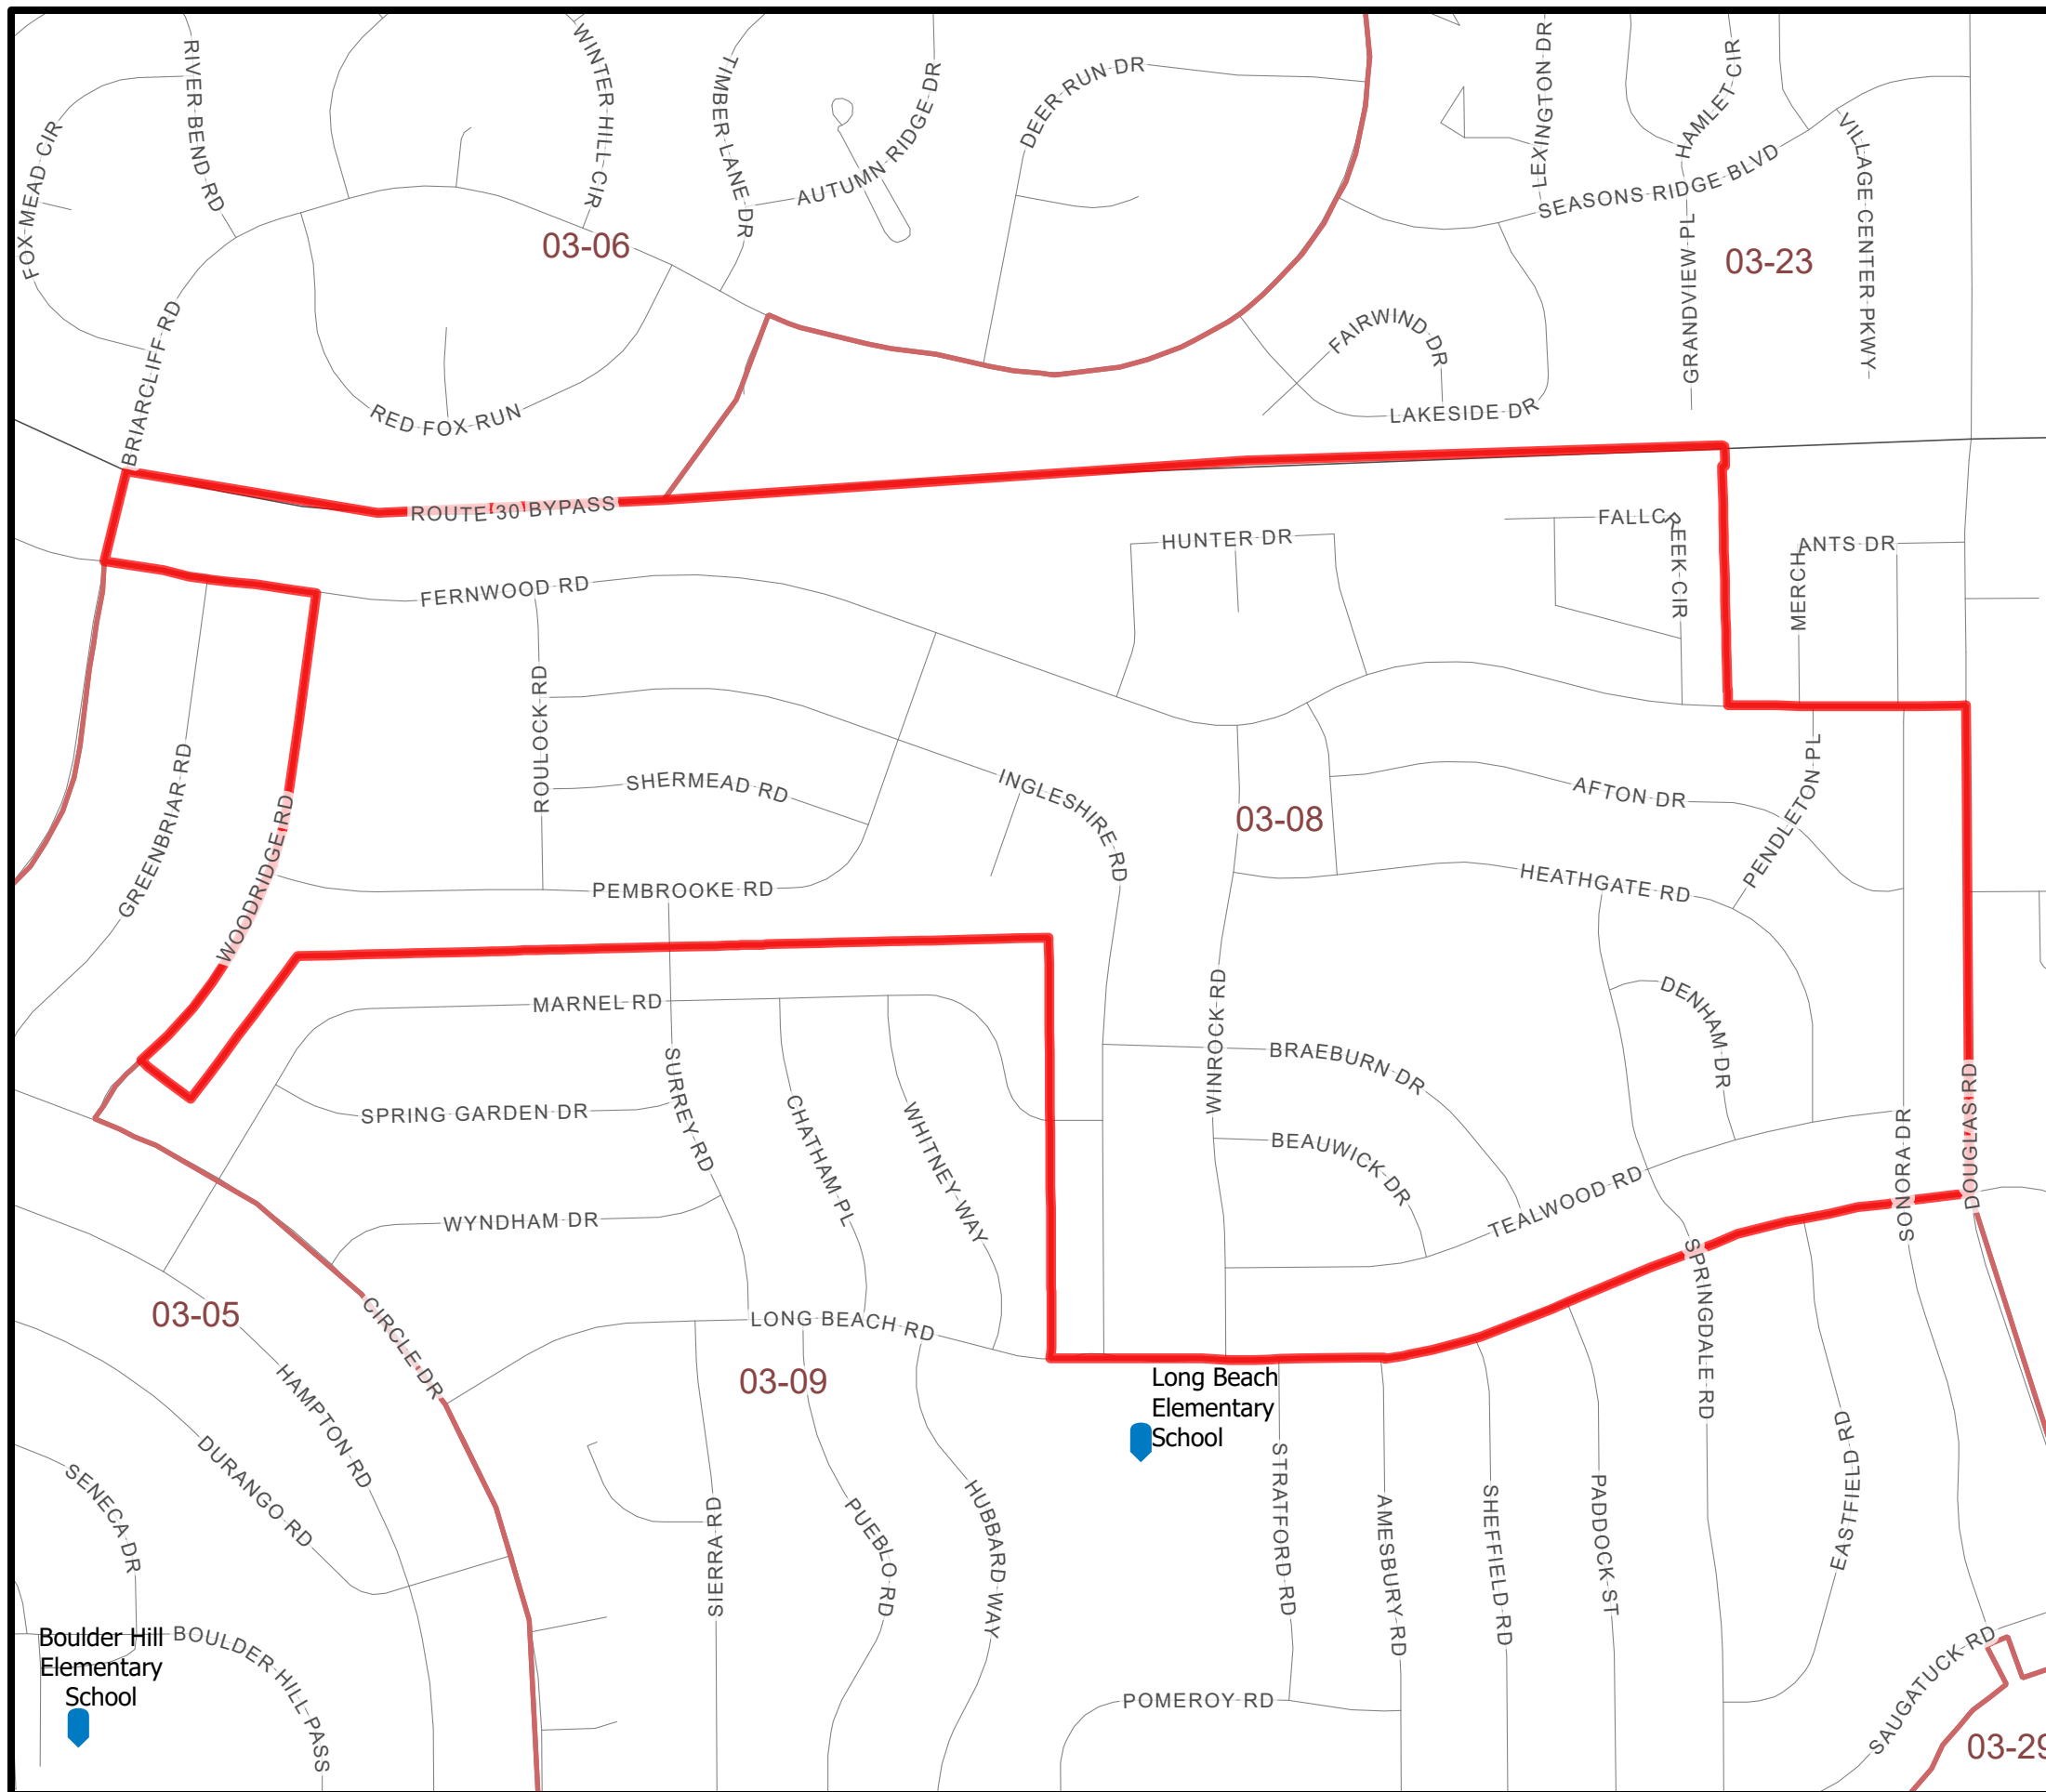 RIVER BEND RD
WINTER HILL CIR
TIMBER LANE DR
AUTUMN RIDGE DR
DEER RUN DR
LEXINGTON DR
HAMLET CIR
VILLAGE CENTER PKWY
FOX MEAD CIR
SEASONS RIDGE BLVD
GRANDVIEW PL
03-06
03-23
BRIARCLIFF RD
FAIRWIND DR
RED FOX RUN
LAKESIDE DR
ROUTE 30 BYPASS
FALLCREEK CIR
HUNTER DR
MERCHANTS DR
FERNWOOD RD
ROULOCK RD
SHERMEAD RD
INGLESHIRE RD
AFTON DR
PENDLETON PL
03-08
GREENBRIAR RD
WOODRIDGE RD
PEMBROOKE RD
HEATHGATE RD
MARNEL RD
WINROCK RD
DENHAM DR
BRAEBURN DR
SURREY RD
SPRING GARDEN DR
CHATHAM PL
WHITNEY WAY
BEAUWICK DR
DOUGLAS RD
SONORA DR
TEALWOOD RD
WYNDHAM DR
SPRINGDALE RD
03-05
CIRCLE DR
LONG BEACH RD
03-09
Long Beach
Elementary
School
HAMPTON RD
DURANGO RD
SENECA DR
SIERRA RD
PUEBLO RD
HUBBARD WAY
STRATFORD RD
AMESBURY RD
SHEFFIELD RD
PADDOCK ST
EASTFIELD RD
Boulder Hill
Elementary
School
BOULDER HILL PASS
POMEROY RD
SAUGATUCK RD
03-29